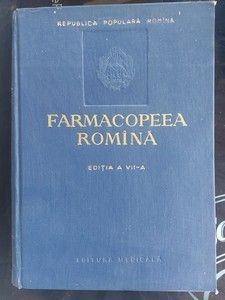 REPUBLICA POPULARĂ ROMÎNĂ
FARMACOPEEA
ROMÎNĂ
EDIȚIA A VII-A
EDITURA MEDICALĂ